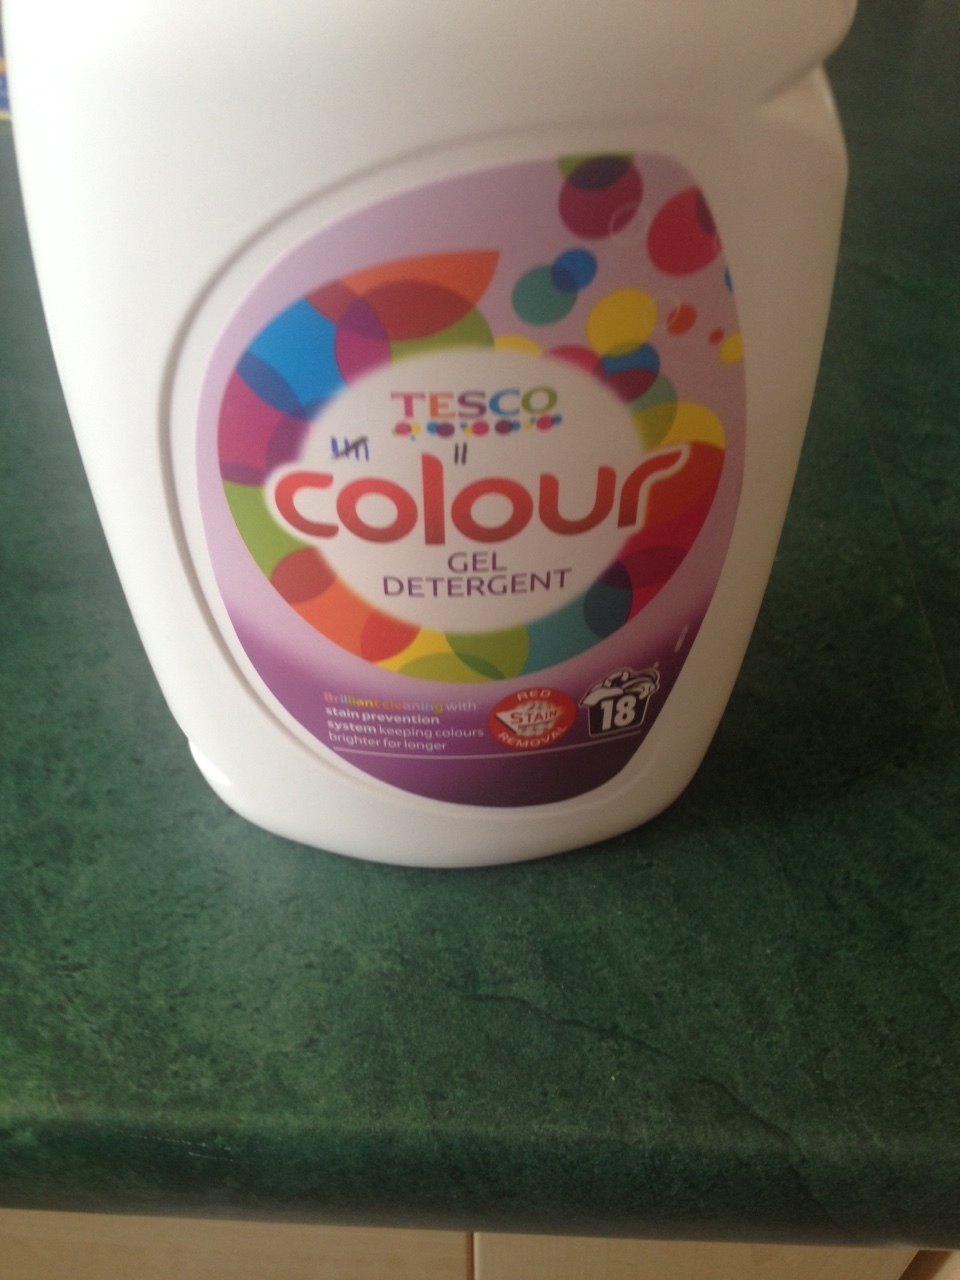 TESCO
colour
GEL
DETERGENT
Brilliant cleaning with
stain prevention
system keeping colours
brighter for longer
RED
STAIN
REMOVAL
18